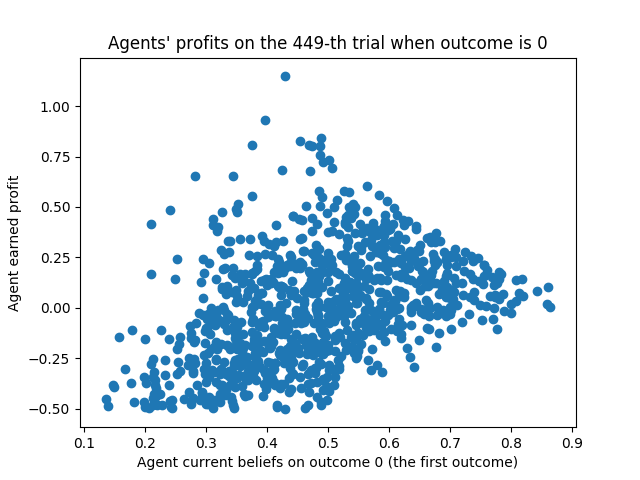 Agents' profits on the 449-th trial when outcome is 0
Agent earned profit
1.00
0.75
0.50
0.25
0.00
−0.25
−0.50
0.1 0.2 0.3 0.4 0.5 0.6 0.7 0.8 0.9
Agent current beliefs on outcome 0 (the first outcome)